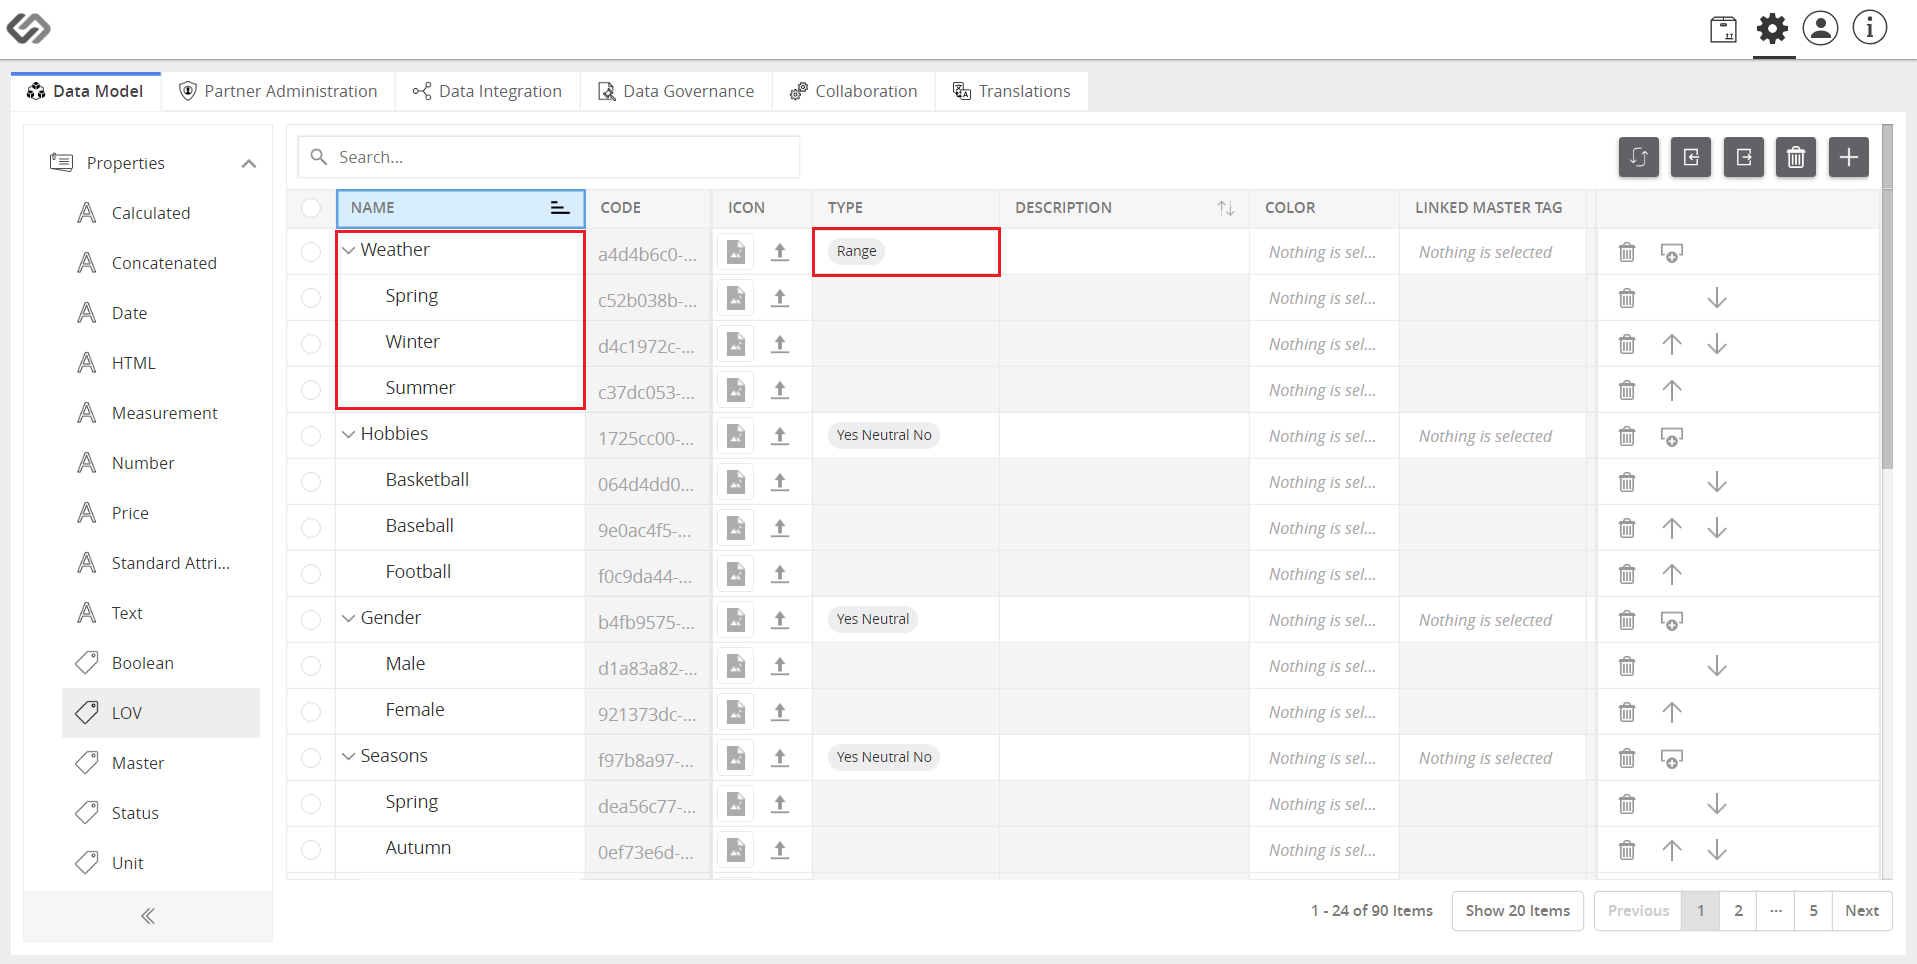 Data Model
Partner Administration
Data Integration
Data Governance
Collaboration
Translations
Properties
Calculated
Concatenated
Date
HTML
Measurement
Number
Price
Standard Attri...
Text
Boolean
LOV
Master
Status
Unit
Search...
NAME CODE ICON TYPE DESCRIPTION COLOR LINKED MASTER TAG
Weather a4d4b6c0-... Range Nothing is sel... Nothing is selected
Spring c52b038b-... Nothing is sel...
Winter d4c1972c-... Nothing is sel...
Summer c37dc053-... Nothing is sel...
Hobbies 1725cc00-... Yes Neutral No Nothing is sel... Nothing is selected
Basketball 064d4dd0... Nothing is sel...
Baseball 9e0ac4f5-... Nothing is sel...
Football f0c9da44-... Nothing is sel...
Gender b4fb9575-... Yes Neutral Nothing is sel... Nothing is selected
Male d1a83a82-... Nothing is sel...
Female 921373dc-... Nothing is sel...
Seasons f97b8a97-... Yes Neutral No Nothing is sel... Nothing is selected
Spring dea56c77-... Nothing is sel...
Autumn 0ef73e6d-... Nothing is sel...
1 - 24 of 90 Items Show 20 Items Previous 1 2 ... 5 Next